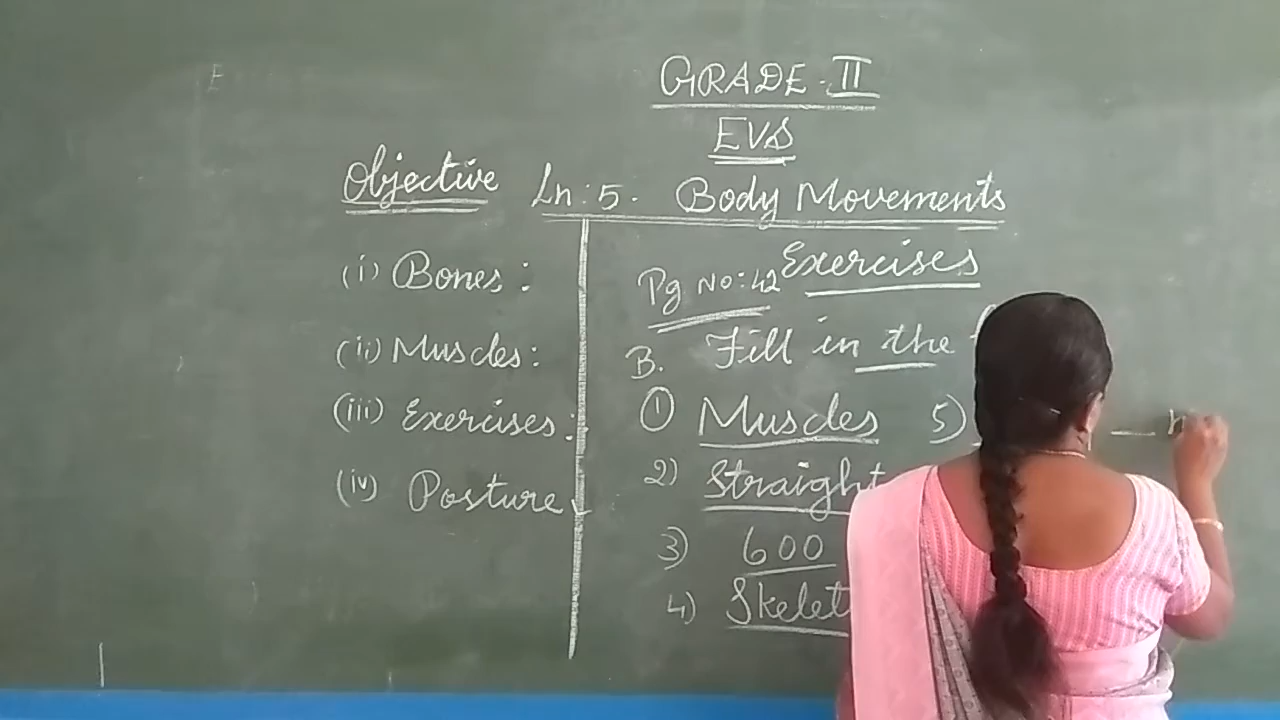 E
GRADE-II
EVS
Objective Ln:5. Body Movements
(i) Bones:
(ii) Muscles:
(iii) Exercises:
(iv) Posture
Exercises
Pg No:42
B. Fill in the
1) Muscles 5)
2) Straight
3) 600
4) Skelet